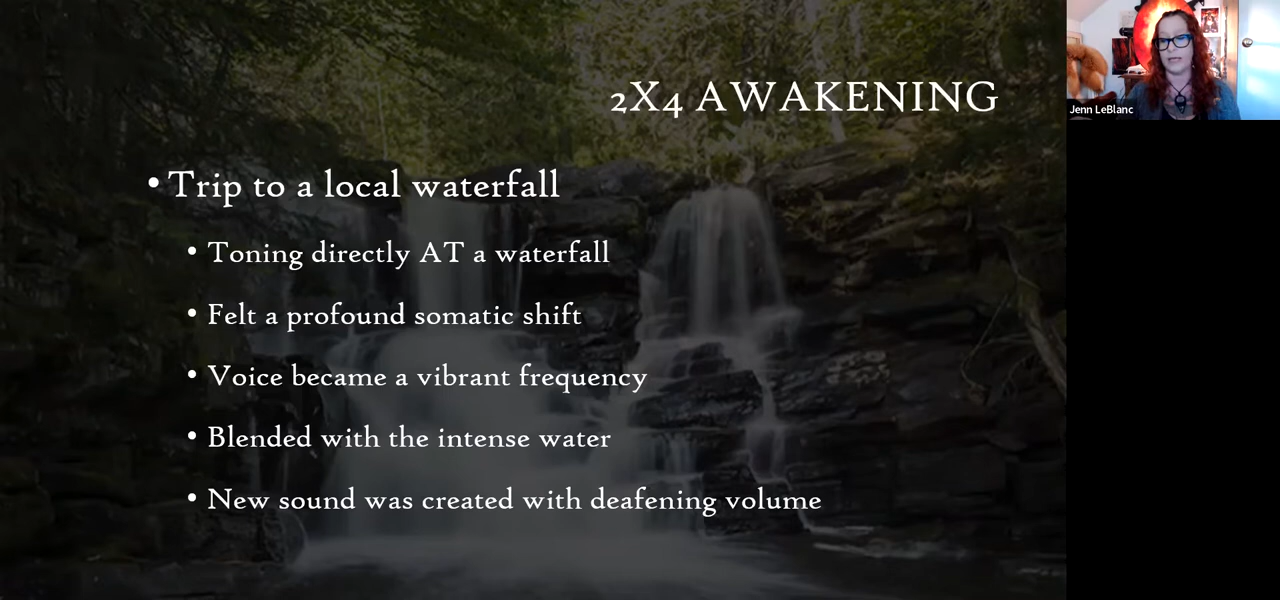 2X4 AWAKENING
• Trip to a local waterfall
• Toning directly AT a waterfall
• Felt a profound somatic shift
• Voice became a vibrant frequency
• Blended with the intense water
• New sound was created with deafening volume
Jenn LeBlanc